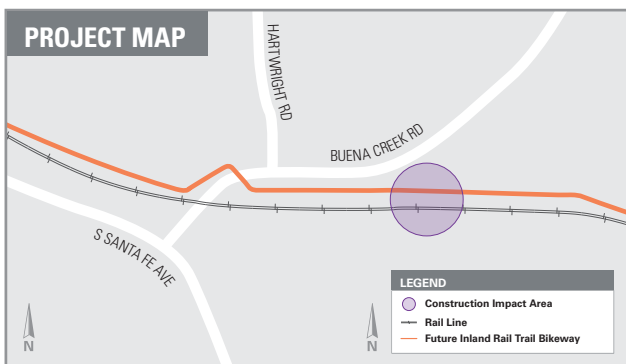 PROJECT MAP
HARTWRIGHT RD
BUENA CREEK RD
S SANTA FE AVE
N
N
LEGEND
Construction Impact Area
Rail Line
Future Inland Rail Trail Bikeway